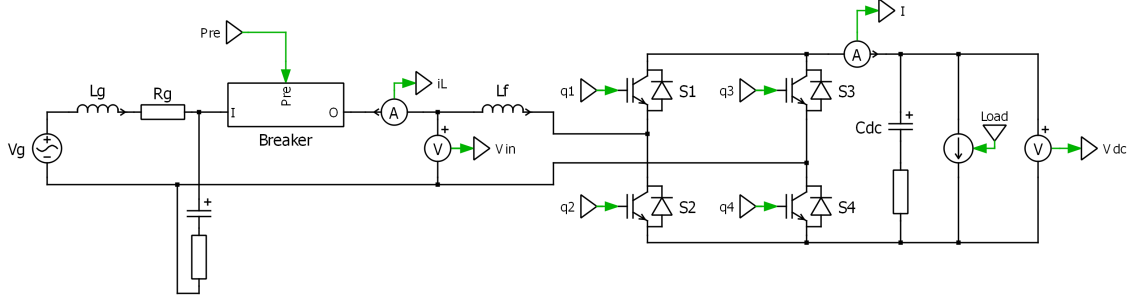 I
Pre
Lg
Rg
iL
Lf
q1
S1
q3
S3
Pre
I
O
A
A
Breaker
Vg
V
Vin
Cdc
Load
V
Vdc
q2
S2
q4
S4